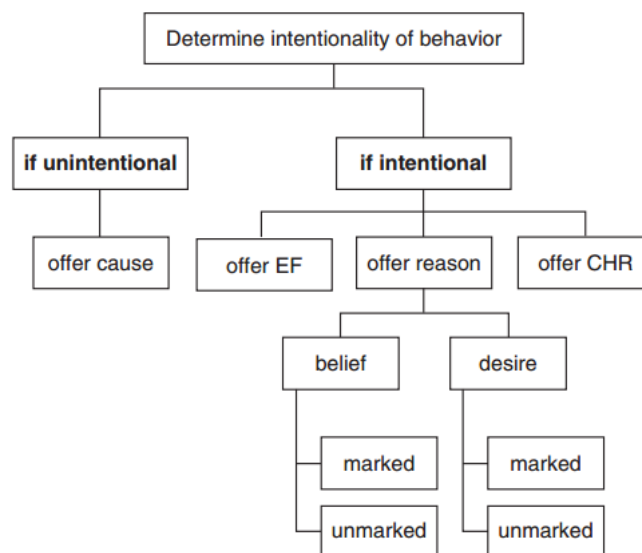 Determine intentionality of behavior
if unintentional
if intentional
offer cause
offer EF
offer reason
offer CHR
belief
desire
marked
marked
unmarked
unmarked